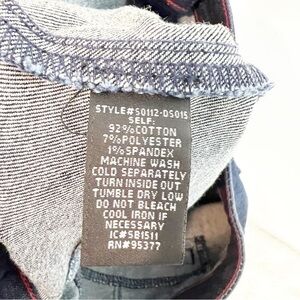 STYLE#S0112-DS015
SELF:
92%COTTON
7%POLYESTER
1%SPANDEX
MACHINE WASH
COLD SEPARATELY
TURN INSIDE OUT
TUMBLE DRY LOW
DO NOT BLEACH
COOL IRON IF
NECESSARY
IC#5B1511
RN#95377